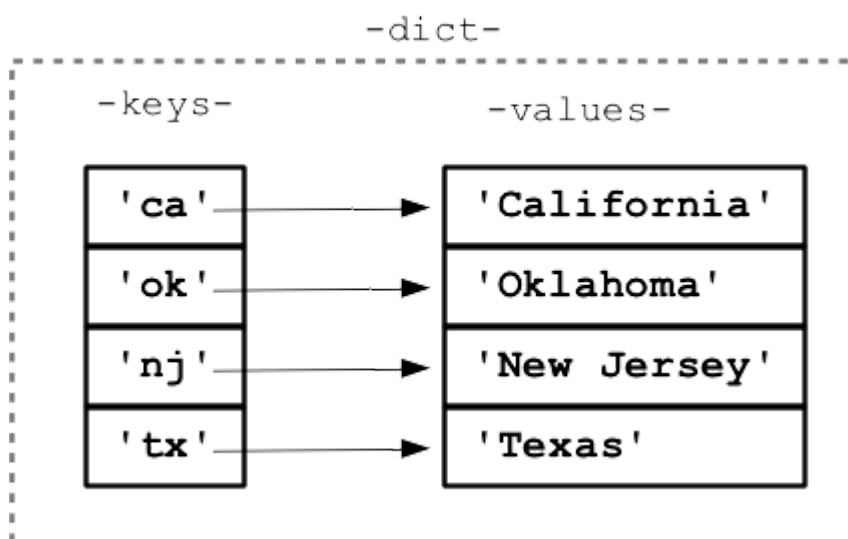 -dict-
-keys-
-values-
'ca' 'California'
'ok' 'Oklahoma'
'nj' 'New Jersey'
'tx' 'Texas'